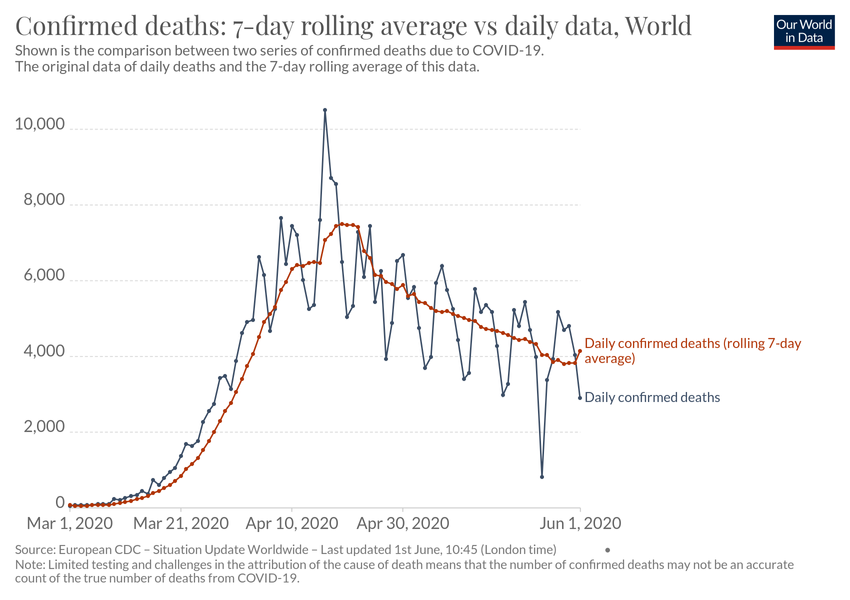 Confirmed deaths: 7-day rolling average vs daily data, World
Our World
in Data
Shown is the comparison between two series of confirmed deaths due to COVID-19.
The original data of daily deaths and the 7-day rolling average of this data.
10,000
8,000
6,000
4,000
2,000
0
Daily confirmed deaths (rolling 7-day
average)
Daily confirmed deaths
Mar 1, 2020 Mar 21, 2020 Apr 10, 2020 Apr 30, 2020 Jun 1, 2020
Source: European CDC – Situation Update Worldwide – Last updated 1st June, 10:45 (London time) •
Note: Limited testing and challenges in the attribution of the cause of death means that the number of confirmed deaths may not be an accurate
count of the true number of deaths from COVID-19.